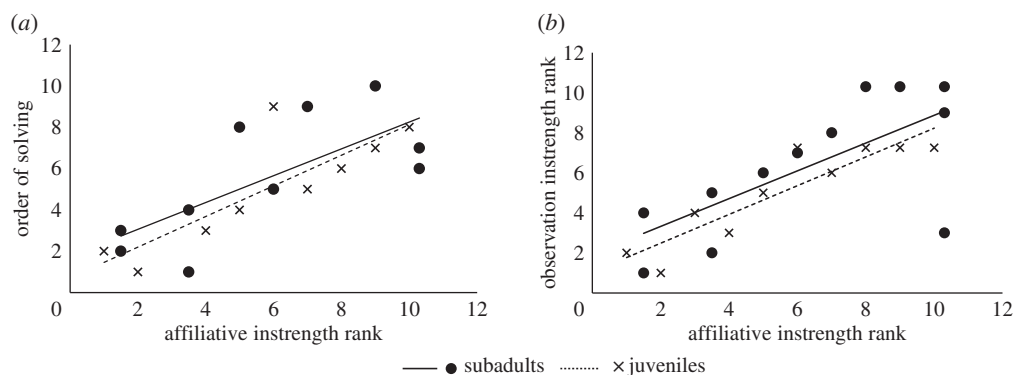 (a)
12
10
8
6
4
2
0
2 4 6 8 10 12
order of solving
affiliative instrength rank
(b)
12
10
8
6
4
2
0
2 4 6 8 10 12
observation instrength rank
affiliative instrength rank
subadults juveniles